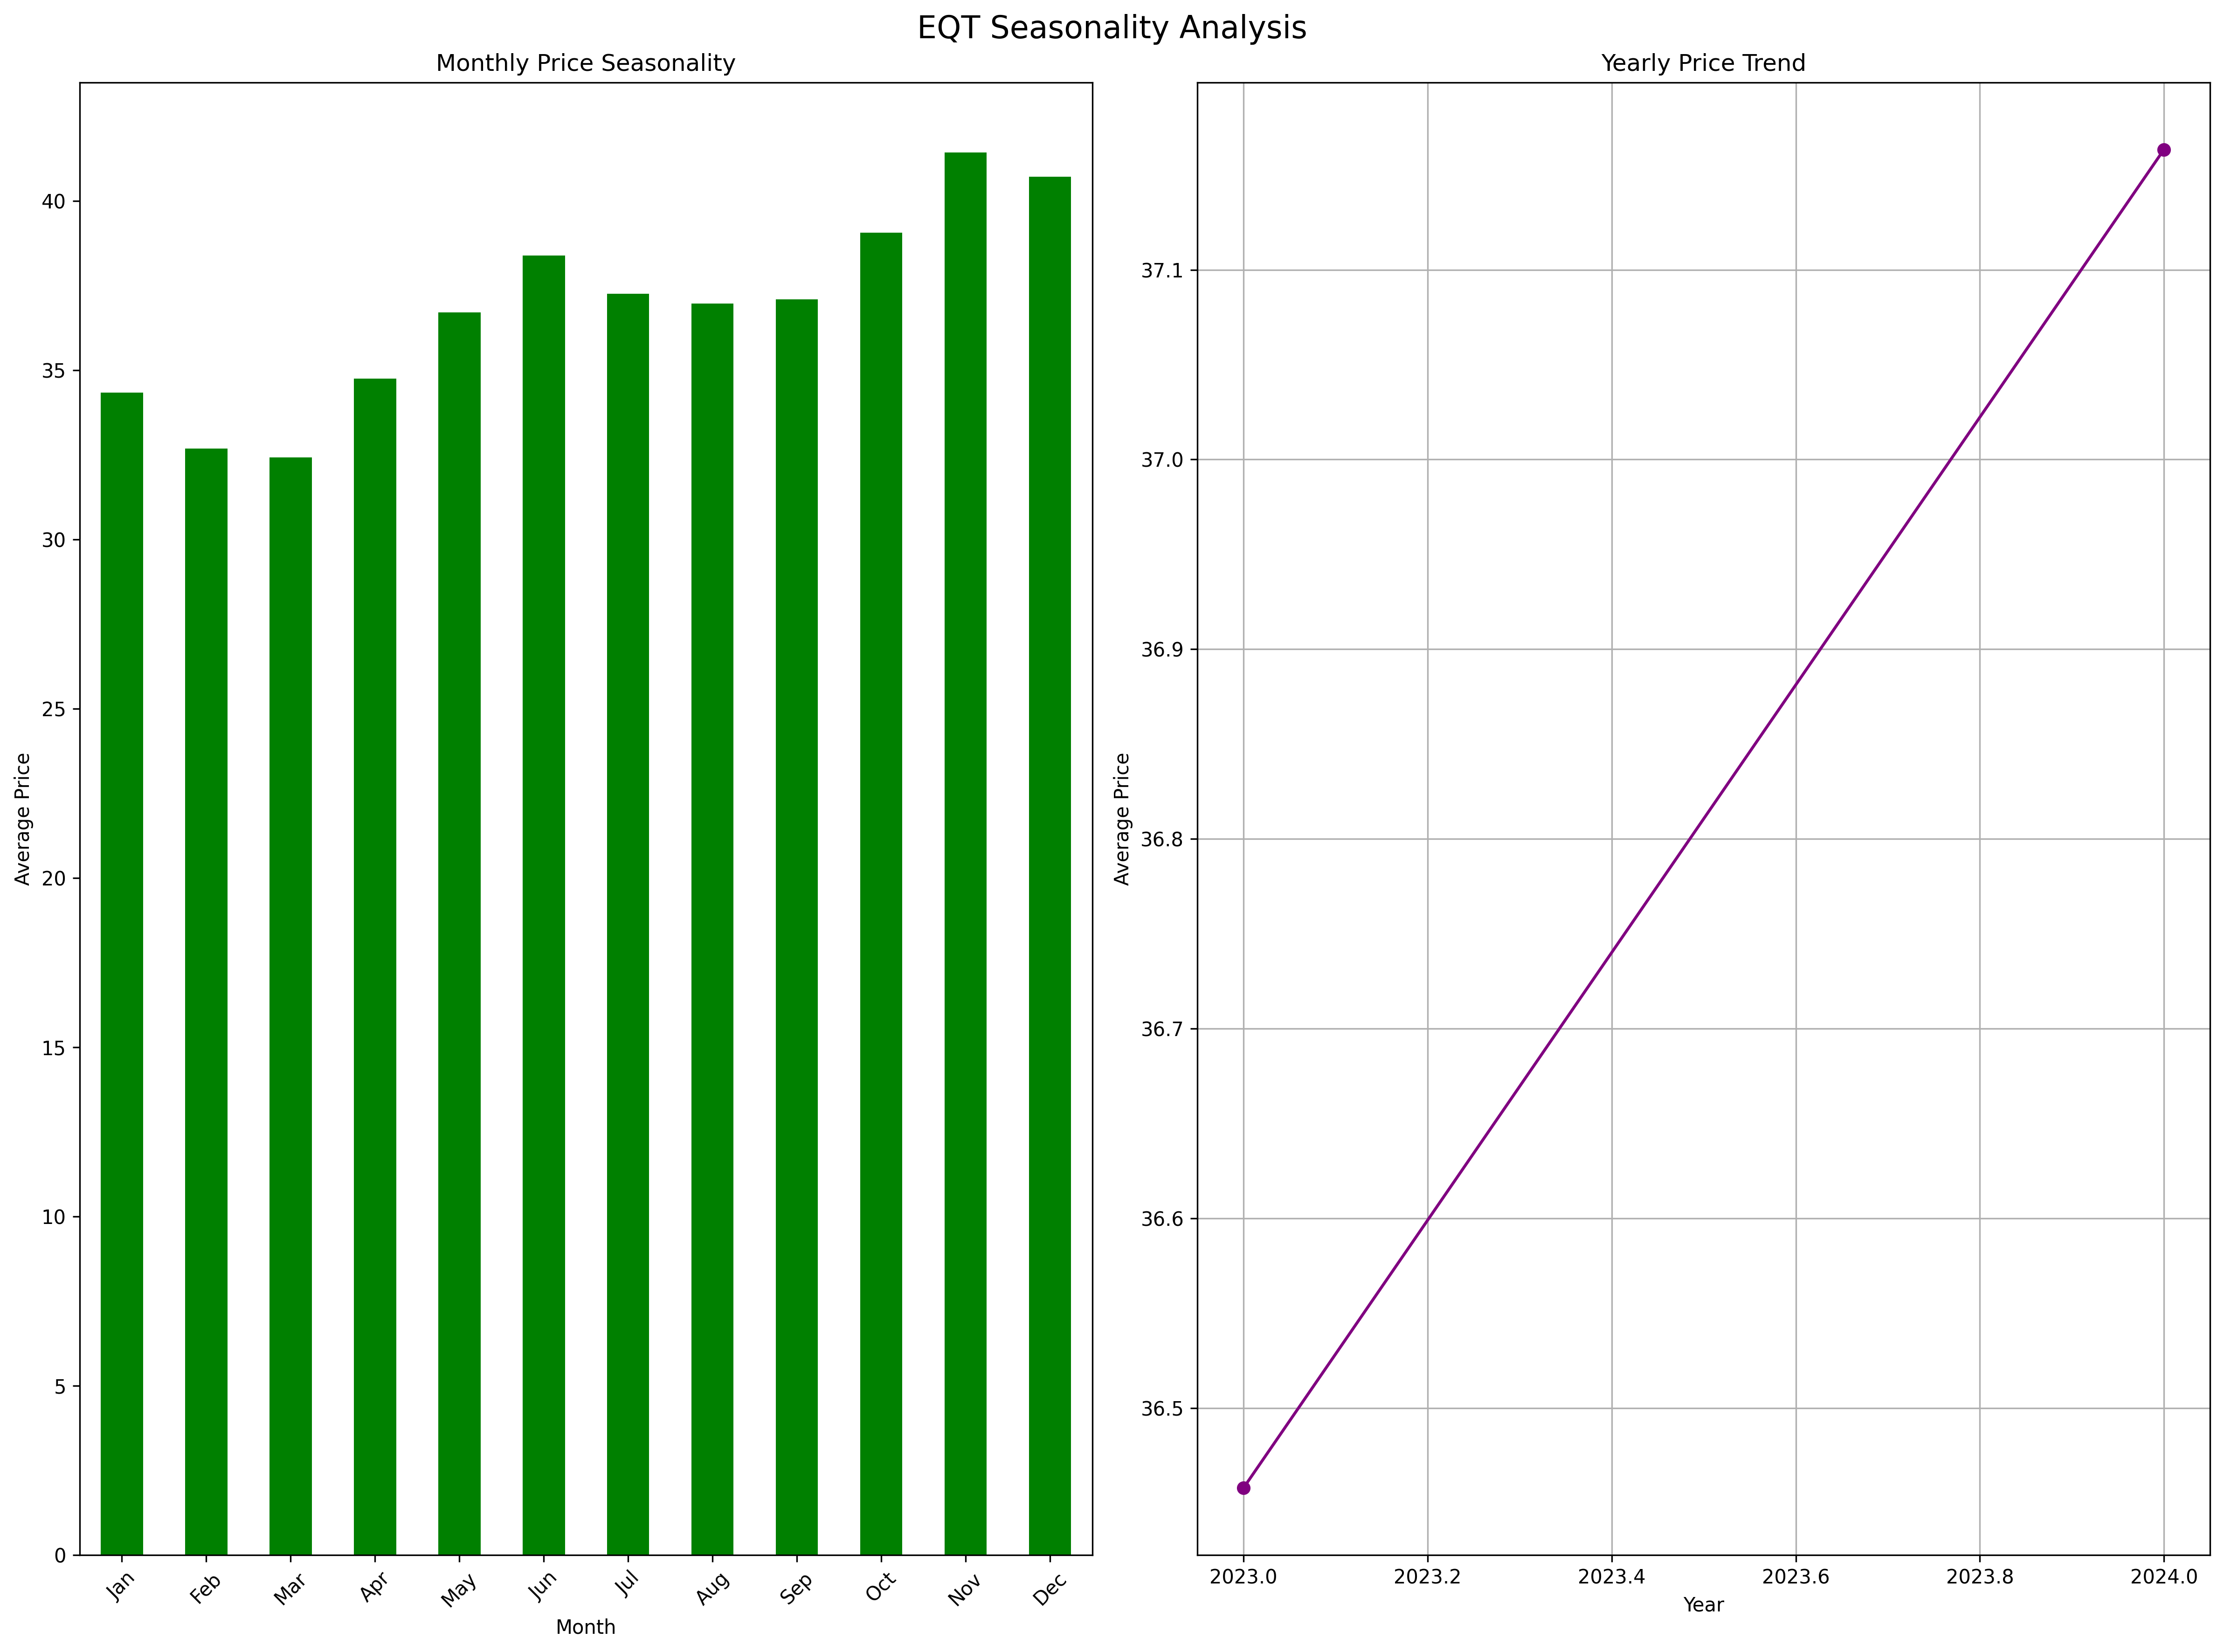 EQT Seasonality Analysis
Monthly Price Seasonality
Average Price
40
35
30
25
20
15
10
5
0
Jan
Feb
Mar
Apr
May
Jun
Jul
Aug
Sep
Oct
Nov
Dec
Month
Yearly Price Trend
Average Price
37.1
37.0
36.9
36.8
36.7
36.6
36.5
2023.0
2023.2
2023.4
2023.6
2023.8
2024.0
Year